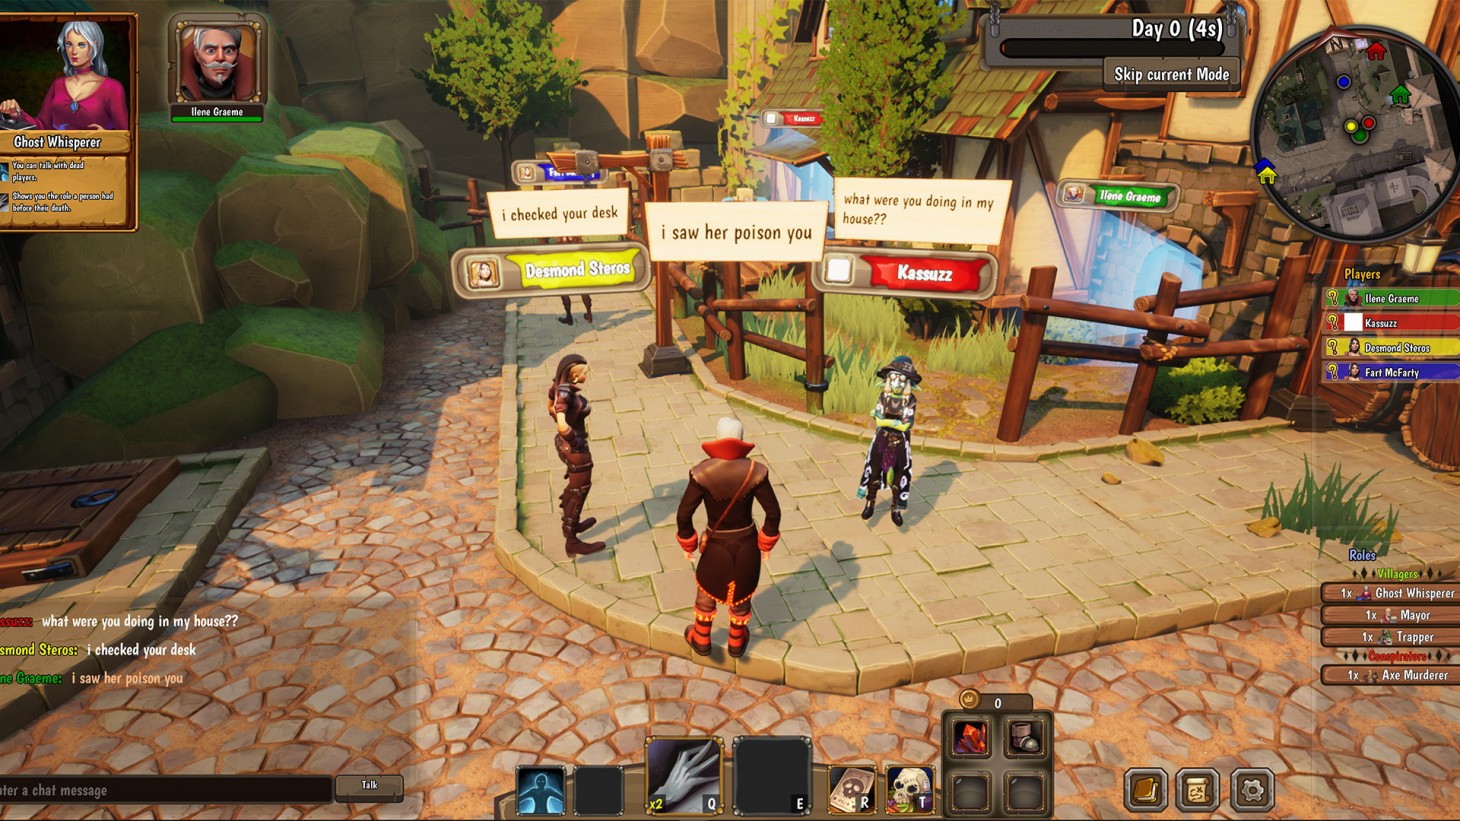 Ghost Whisperer
You can talk with dead
players.
Shows you the role a person had
before their death.
Ilene Graeme
Day 0 (4s)
Skip current Mode
N
Kassuzz
i checked your desk
Desmond Steros
i saw her poison you
what were you doing in my
house??
Kassuzz
Ilene Graeme
Players
Ilene Graeme
Kassuzz
Desmond Steros
Fart McFarty
Roles
Villagers
1x Ghost Whisperer
1x Mayor
1x Trapper
Conspirators
1x Axe Murderer
what were you doing in my house??
smond Steros: i checked your desk
ne Graeme: i saw her poison you
ter a chat message
Talk
x2
Q
E
R
T
0